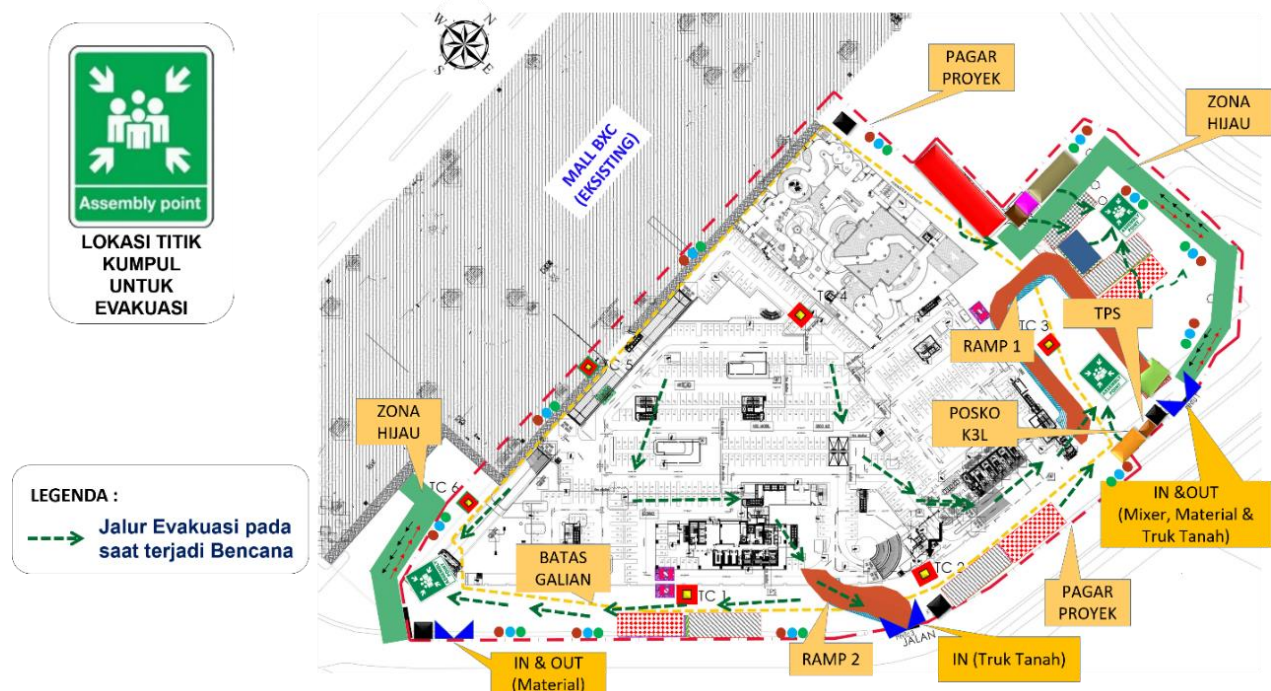 Assembly point
LOKASI TITIK
KUMPUL
UNTUK
EVAKUASI
LEGENDA :
Jalur Evakuasi pada
saat terjadi Bencana
N
W
E
S
MALL BXC
(EKSISTING)
PAGAR
PROYEK
ZONA
HIJAU
TC 4
TC 3
RAMP 1
TPS
TC 5
ZONA
HIJAU
POSKO
K3L
TC 6
IN &OUT
(Mixer, Material &
Truk Tanah)
BATAS
GALIAN
TC 2
TC 1
PAGAR
PROYEK
JALAN
RAMP 2
IN (Truk Tanah)
IN & OUT
(Material)